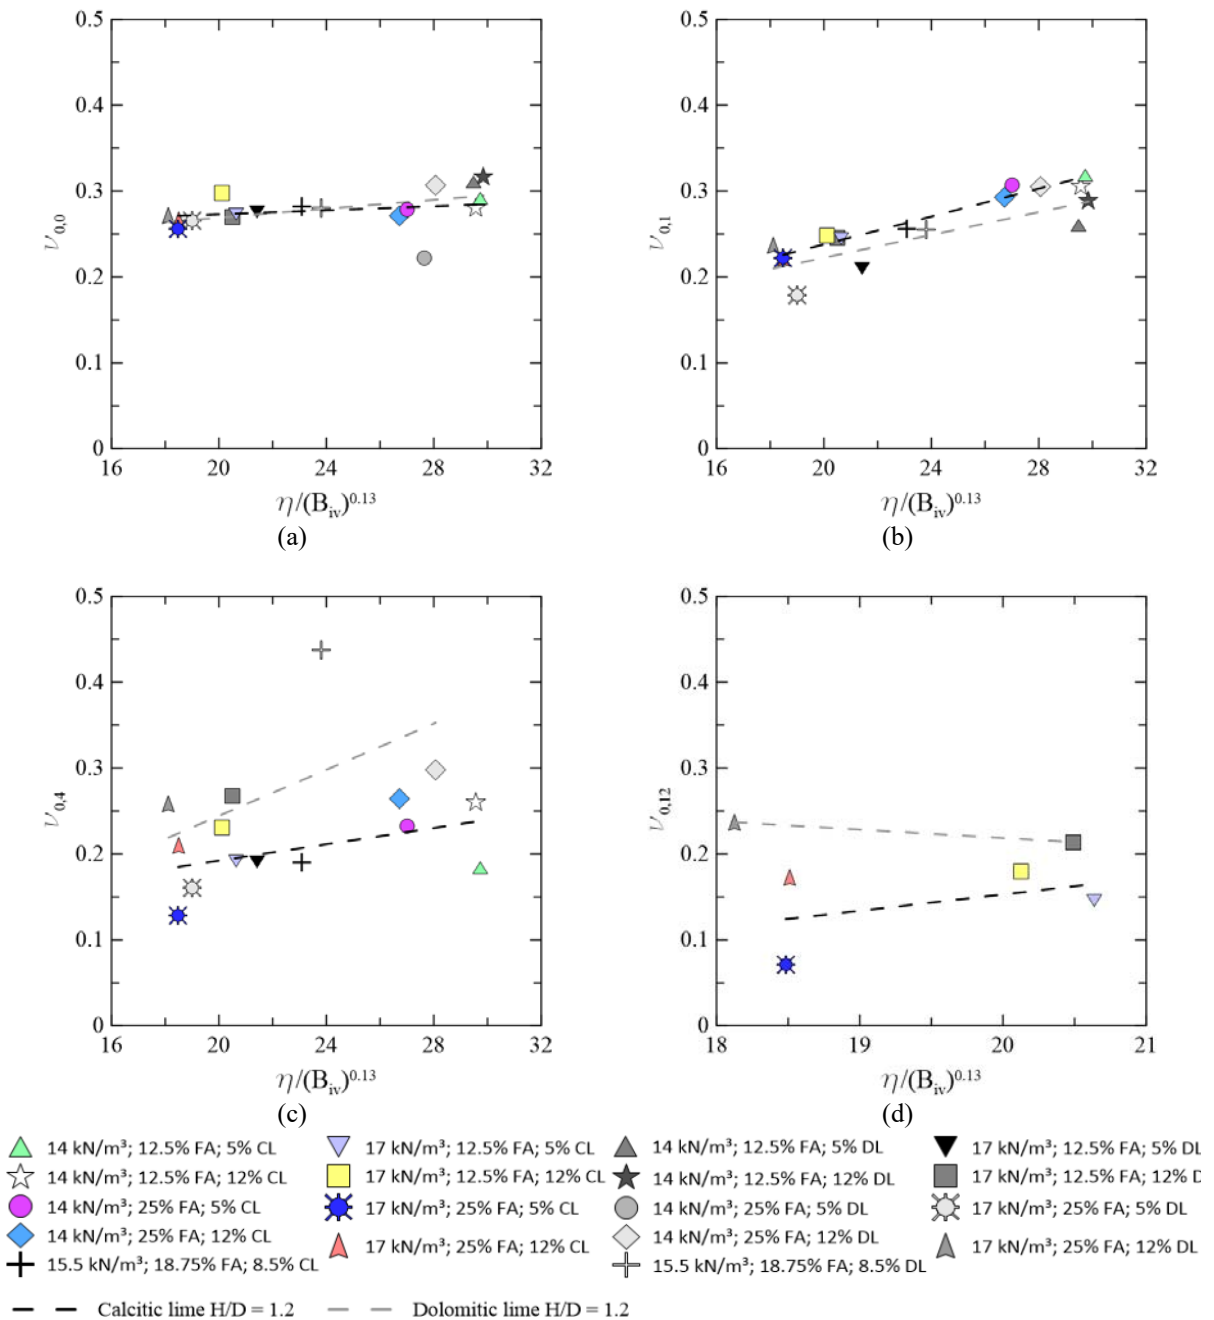 0.5 0.5
0.4 0.4
0.3 0.3
ν0,0 ν0,1
0.2 0.2
0.1 0.1
0 0
16 20 24 28 32 16 20 24 28 32
η/(Biv)0.13 η/(Biv)0.13
(a) (b)
0.5 0.5
0.4 0.4
0.3 0.3
ν0,4 ν0,12
0.2 0.2
0.1 0.1
0 0
16 20 24 28 32 18 19 20 21
η/(Biv)0.13 η/(Biv)0.13
(c) (d)
14 kN/m³; 12.5% FA; 5% CL 17 kN/m³; 12.5% FA; 5% CL 14 kN/m³; 12.5% FA; 5% DL 17 kN/m³; 12.5% FA; 5% DL
14 kN/m³; 12.5% FA; 12% CL 17 kN/m³; 12.5% FA; 12% CL 14 kN/m³; 12.5% FA; 12% DL 17 kN/m³; 12.5% FA; 12% D
14 kN/m³; 25% FA; 5% CL 17 kN/m³; 25% FA; 5% CL 14 kN/m³; 25% FA; 5% DL 17 kN/m³; 25% FA; 5% DL
14 kN/m³; 25% FA; 12% CL 17 kN/m³; 25% FA; 12% CL 14 kN/m³; 25% FA; 12% DL 17 kN/m³; 25% FA; 12% DL
15.5 kN/m³; 18.75% FA; 8.5% CL 15.5 kN/m³; 18.75% FA; 8.5% DL
Calcitic lime H/D = 1.2 Dolomitic lime H/D = 1.2